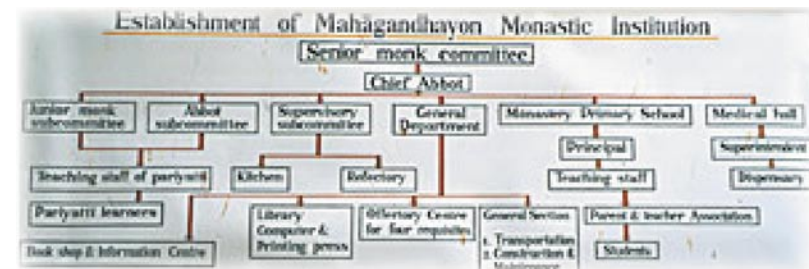 Establishment of Mahāgandhayon Monastic Institution
Senior monk committee
Chief Abbot
Junior monk
subcommittee
Abbot
subcommittee
Supervisory
subcommittee
General
Department
Monastery Primary School
Medical hall
Principal
Superintendent
Teaching staff of pariyatti
Kitchen
Refectory
Teaching staff
Dispensary
Pariyatti learners
Library
Computer &
Printing press
Offertory Centre
for four requisites
General Section
1. Transportation
2. Construction &
Maintenance
Parent & teacher Association
Book shop & Information Centre
Students